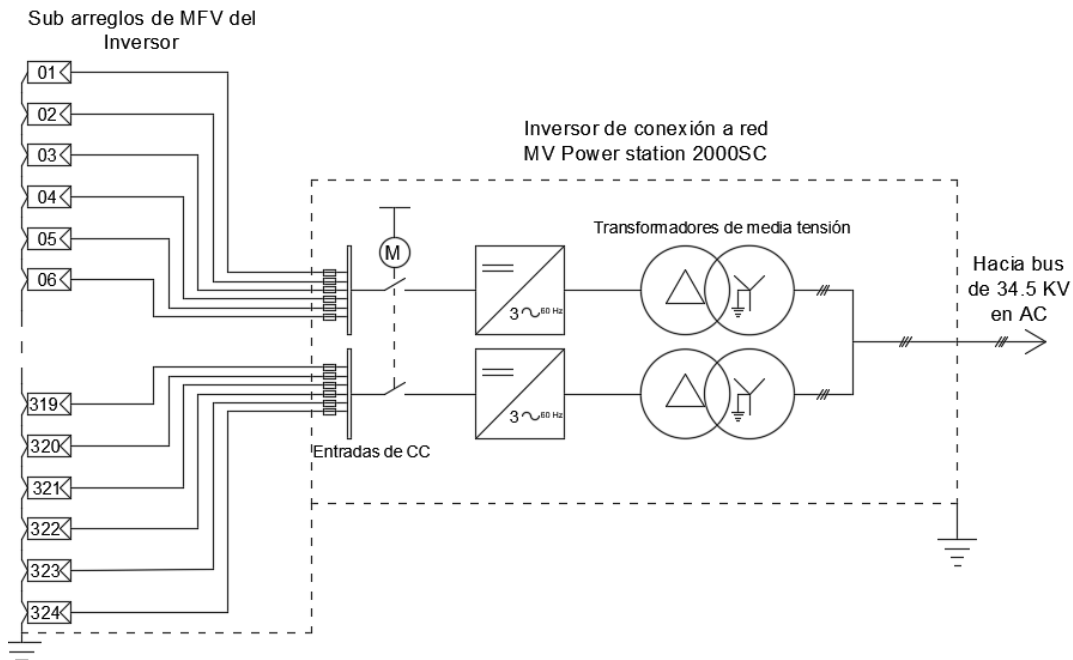 Sub arreglos de MFV del
Inversor
01
02
03
04
05
06
319
320
321
322
323
324
Inversor de conexión a red
MV Power station 2000SC
M
Transformadores de media tensión
3 60 Hz
3 60 Hz
Entradas de CC
Hacia bus
de 34.5 KV
en AC